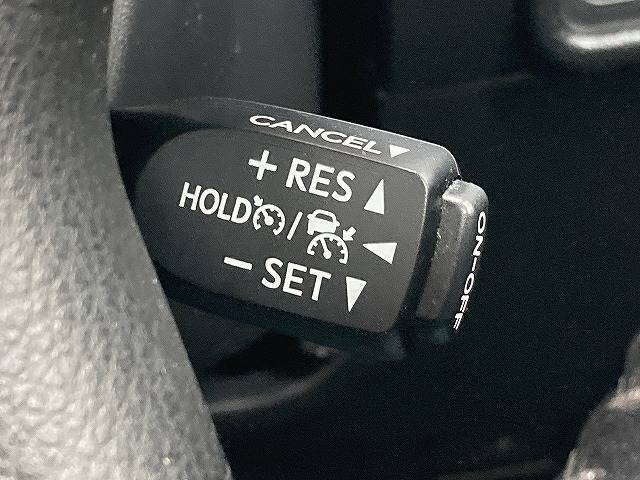 CANCEL▼
+ RES ▲
HOLD / ◀
− SET ▼
ON–OFF